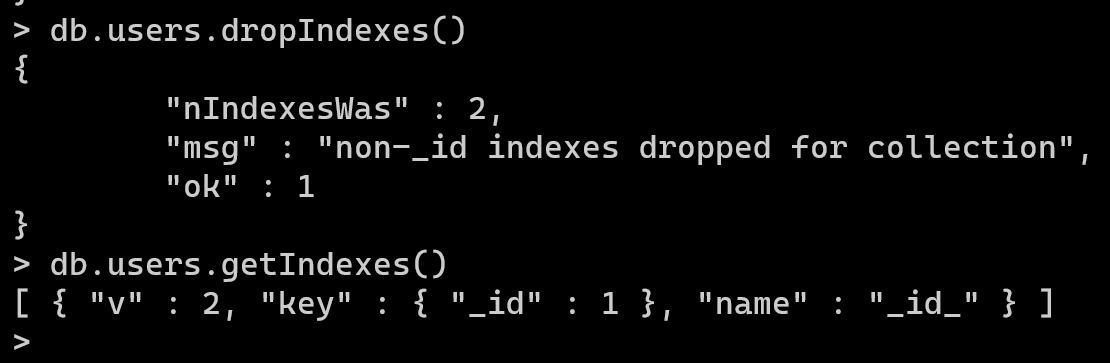 }
> db.users.dropIndexes()
{
        "nIndexesWas" : 2,
        "msg" : "non-_id indexes dropped for collection",
        "ok" : 1
}
> db.users.getIndexes()
[ { "v" : 2, "key" : { "_id" : 1 }, "name" : "_id_" } ]
>